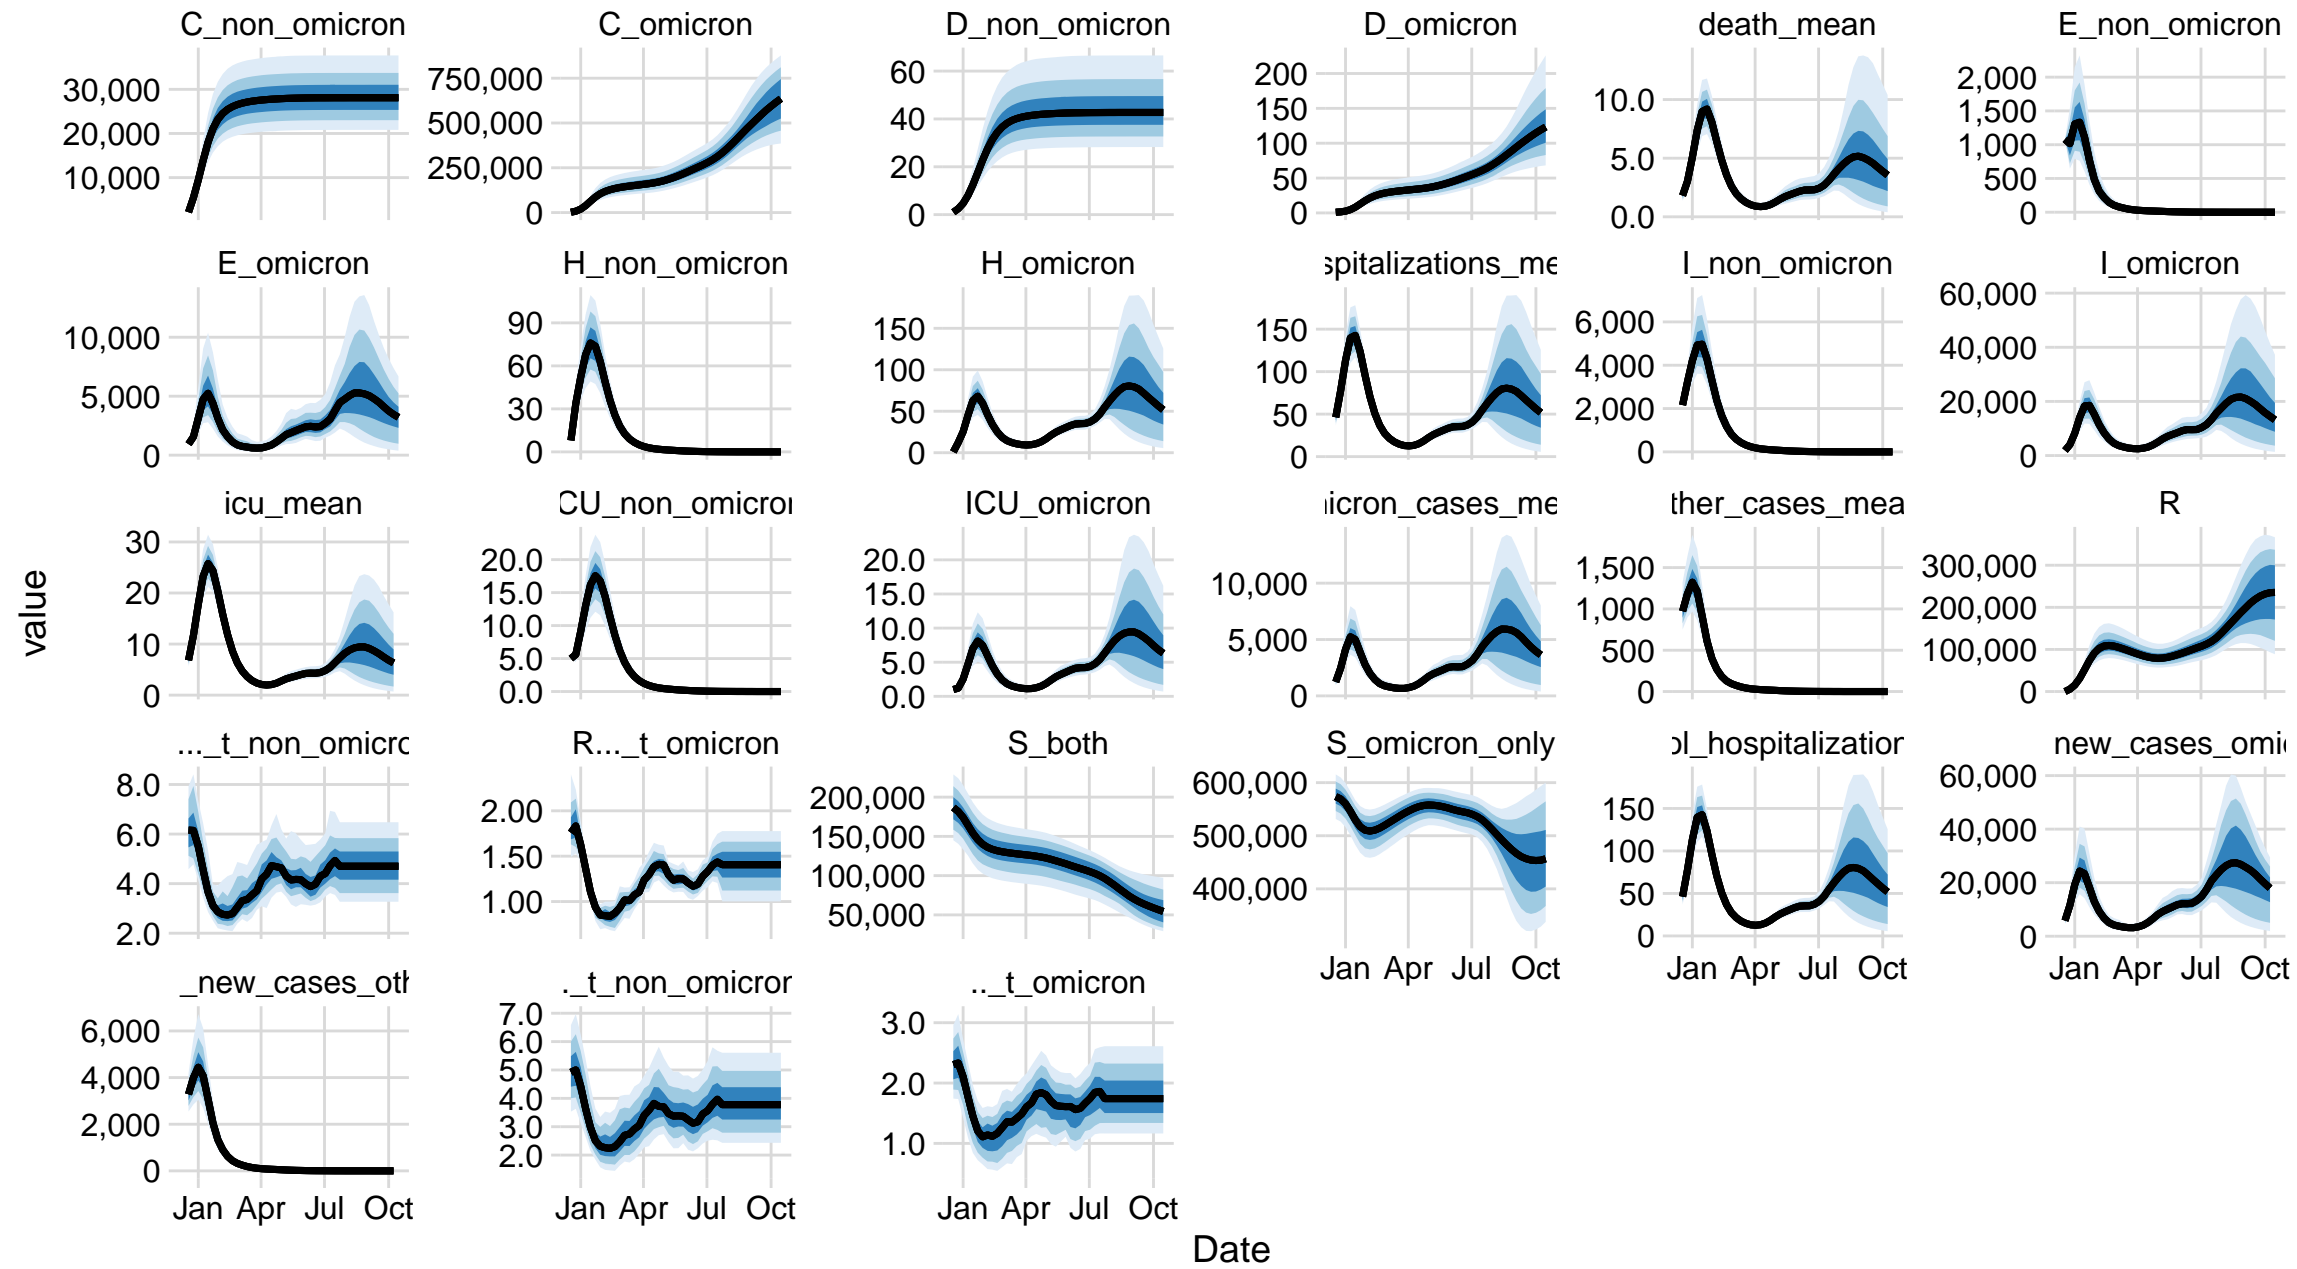 C_non_omicron C_omicron D_non_omicron D_omicron death_mean E_non_omicron
30,000 20,000 10,000
750,000 500,000 250,000 0
60 40 20 0
200 150 100 50 0
10.0 5.0 0.0
2,000 1,500 1,000 500 0
E_omicron H_non_omicron H_omicron spitalizations_me I_non_omicron I_omicron
10,000 5,000 0
90 60 30 0
150 100 50 0
150 100 50 0
6,000 4,000 2,000 0
60,000 40,000 20,000 0
icu_mean CU_non_omicron ICU_omicron icron_cases_me ther_cases_mea R
30 20 10 0
20.0 15.0 10.0 5.0 0.0
20.0 15.0 10.0 5.0 0.0
10,000 5,000 0
1,500 1,000 500 0
300,000 200,000 100,000 0
..._t_non_omicro R..._t_omicron S_both S_omicron_only ol_hospitalization new_cases_omi
8.0 6.0 4.0 2.0
2.00 1.50 1.00
200,000 150,000 100,000 50,000
600,000 500,000 400,000
150 100 50 0
60,000 40,000 20,000 0
Jan Apr Jul Oct Jan Apr Jul Oct Jan Apr Jul Oct
_new_cases_oth ._t_non_omicron .._t_omicron
6,000 4,000 2,000 0
7.0 6.0 5.0 4.0 3.0 2.0
3.0 2.0 1.0
Jan Apr Jul Oct Jan Apr Jul Oct Jan Apr Jul Oct
value
Date